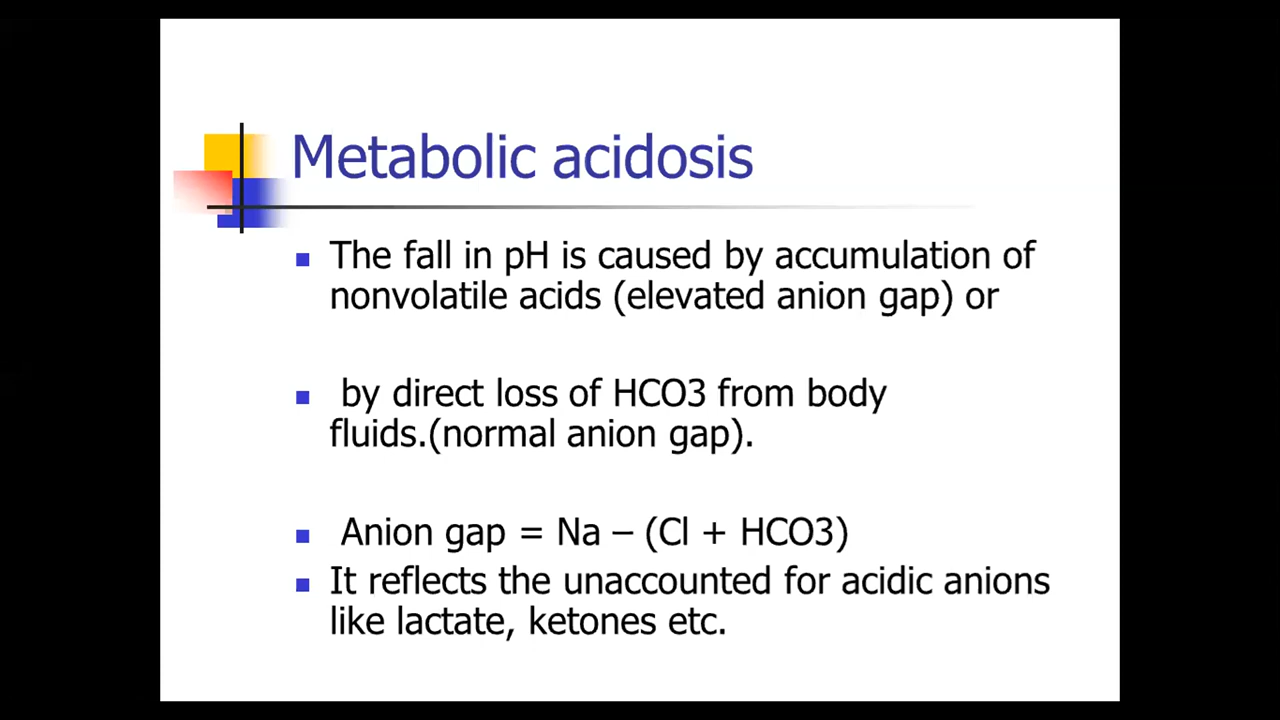 Metabolic acidosis
The fall in pH is caused by accumulation of
nonvolatile acids (elevated anion gap) or
by direct loss of HCO3 from body
fluids.(normal anion gap).
Anion gap = Na – (Cl + HCO3)
It reflects the unaccounted for acidic anions
like lactate, ketones etc.